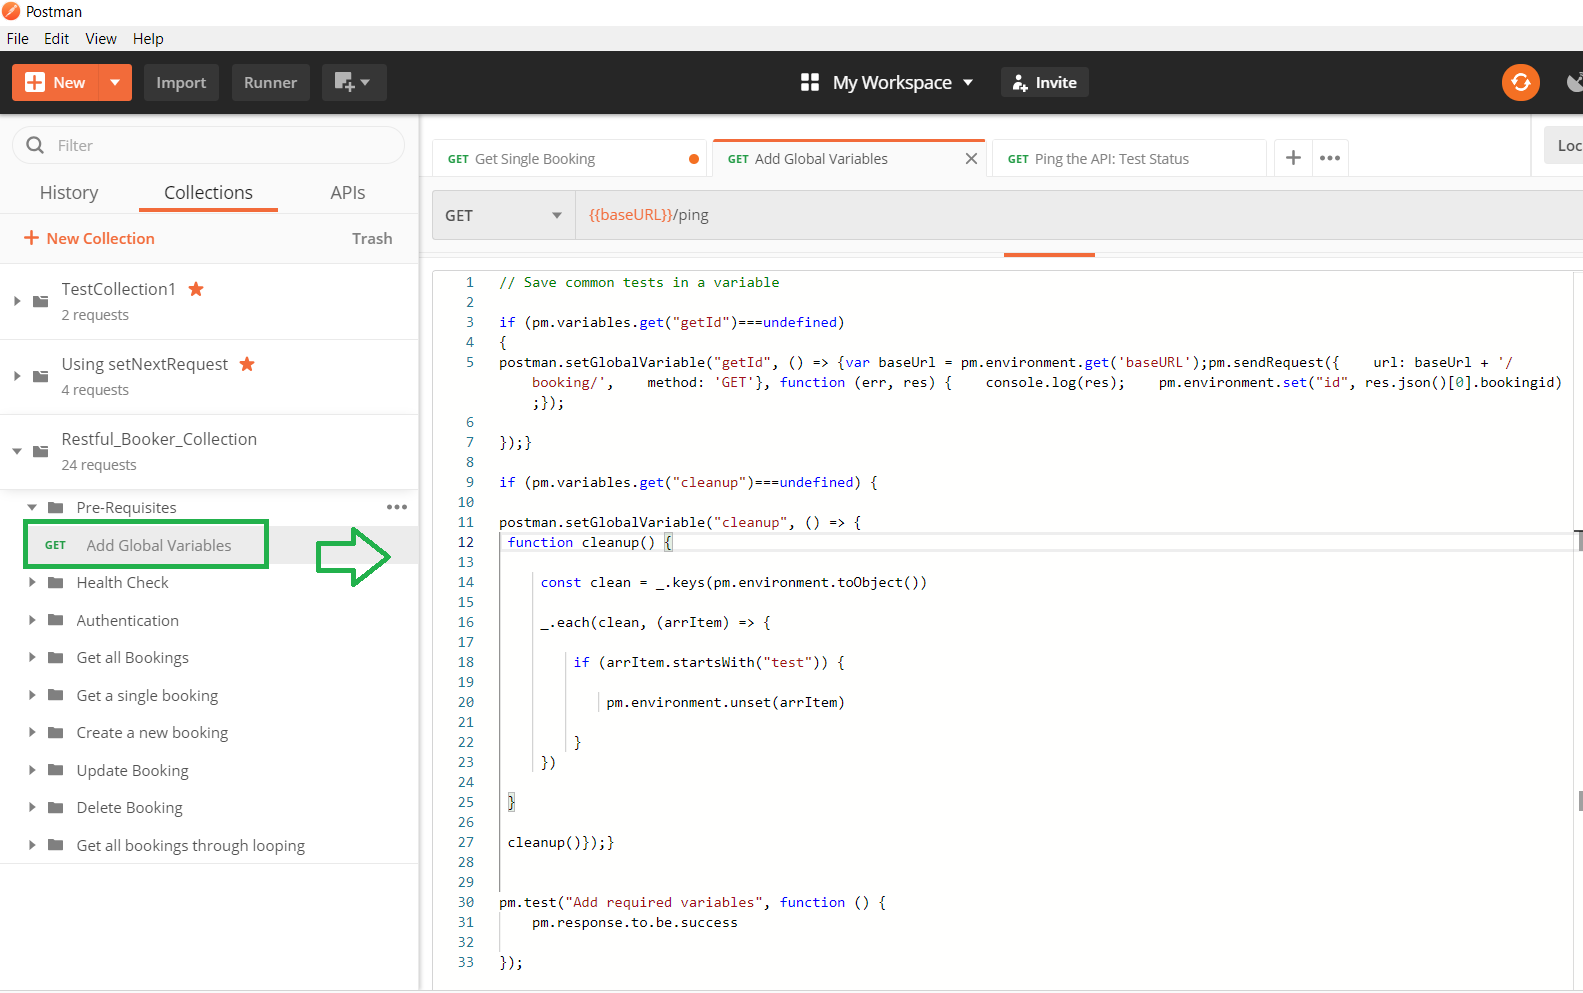 Postman
File Edit View Help
New Import Runner My Workspace Invite
Filter
History Collections APIs
New Collection Trash
TestCollection1
2 requests
Using setNextRequest
4 requests
Restful_Booker_Collection
24 requests
Pre-Requisites
GET Add Global Variables
Health Check
Authentication
Get all Bookings
Get a single booking
Create a new booking
Update Booking
Delete Booking
Get all bookings through looping
GET Get Single Booking GET Add Global Variables GET Ping the API: Test Status Loc
GET {{baseURL}}/ping
1 // Save common tests in a variable
2
3 if (pm.variables.get("getId")===undefined)
4 {
5 postman.setGlobalVariable("getId", () => {var baseUrl = pm.environment.get('baseURL');pm.sendRequest({    url: baseUrl + '/
booking/',    method: 'GET'}, function (err, res) {    console.log(res);    pm.environment.set("id", res.json()[0].bookingid)
;});
6
7 });}
8
9 if (pm.variables.get("cleanup")===undefined) {
10
11 postman.setGlobalVariable("cleanup", () => {
12 function cleanup() {
13
14 const clean = _.keys(pm.environment.toObject())
15
16 _.each(clean, (arrItem) => {
17
18 if (arrItem.startsWith("test")) {
19
20 pm.environment.unset(arrItem)
21
22 }
23 })
24
25 }
26
27 cleanup()});}
28
29
30 pm.test("Add required variables", function () {
31 pm.response.to.be.success
32
33 });